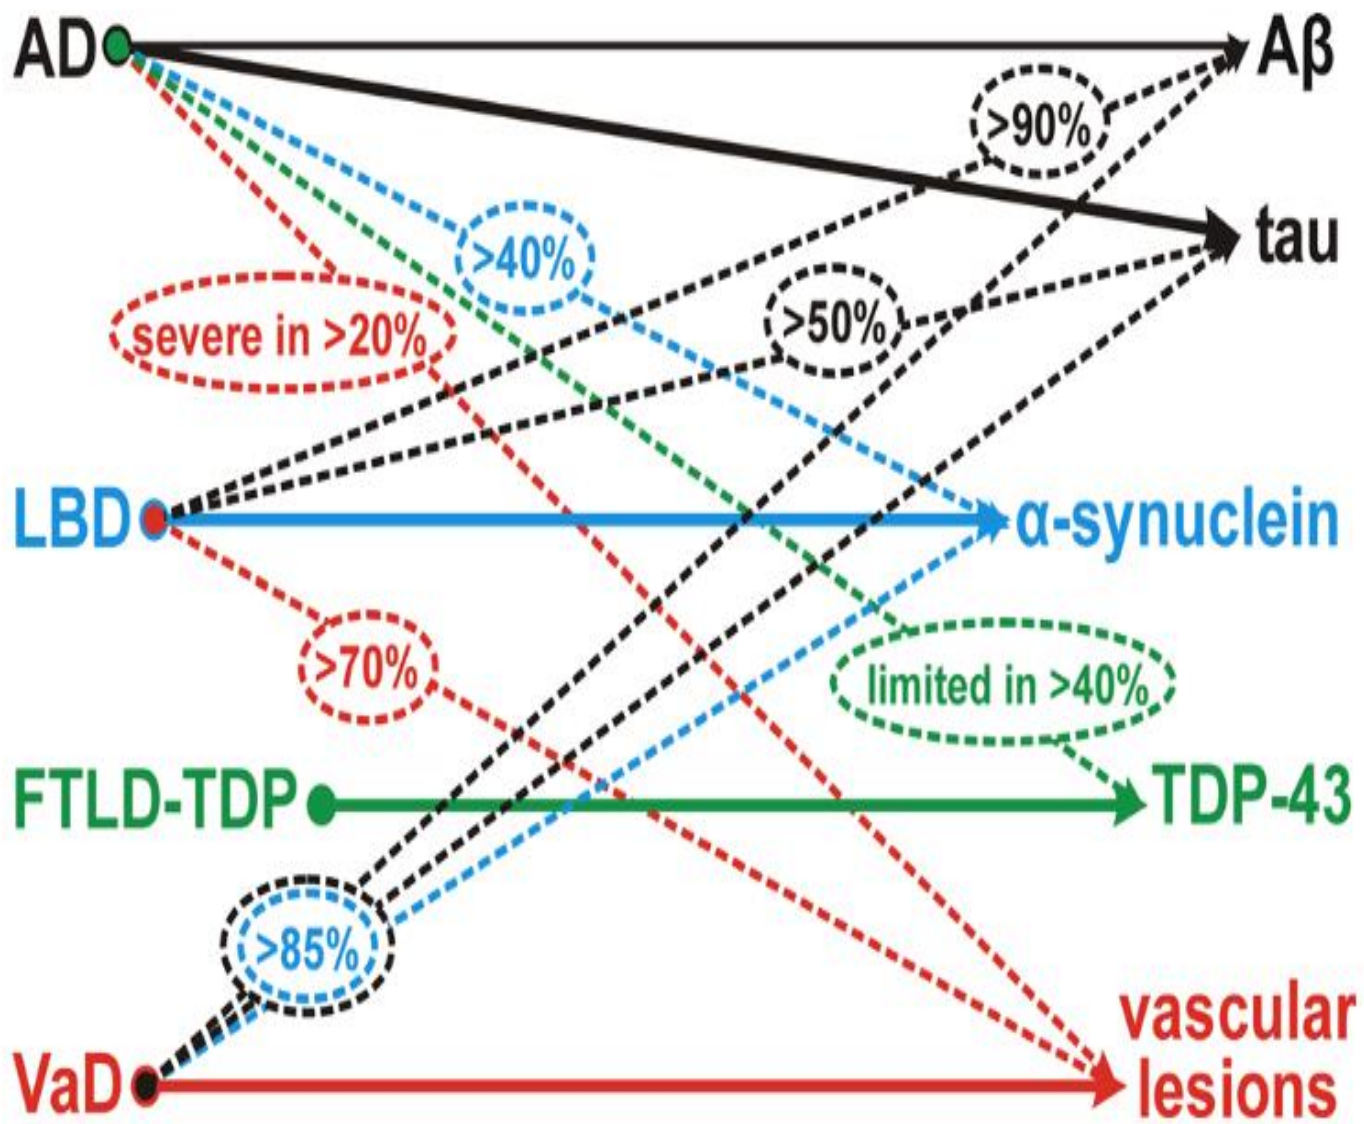 AD
Aβ
>90%
tau
>40%
>50%
severe in >20%
LBD
α-synuclein
>70%
limited in >40%
FTLD-TDP
TDP-43
>85%
vascular
lesions
VaD